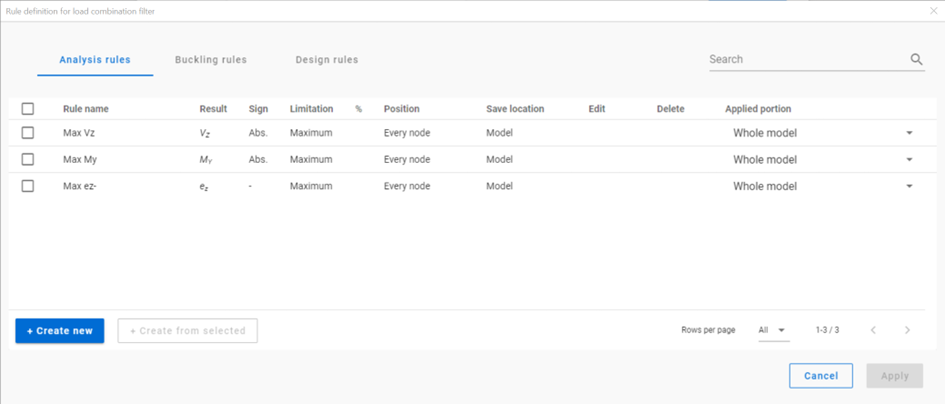 Rule definition for load combination filter
Analysis rules Buckling rules Design rules Search
Rule name Result Sign Limitation % Position Save location Edit Delete Applied portion
Max Vz Vz Abs. Maximum Every node Model Whole model
Max My My Abs. Maximum Every node Model Whole model
Max ez- ez - Maximum Every node Model Whole model
+ Create new + Create from selected Rows per page All 1-3 / 3
Cancel Apply